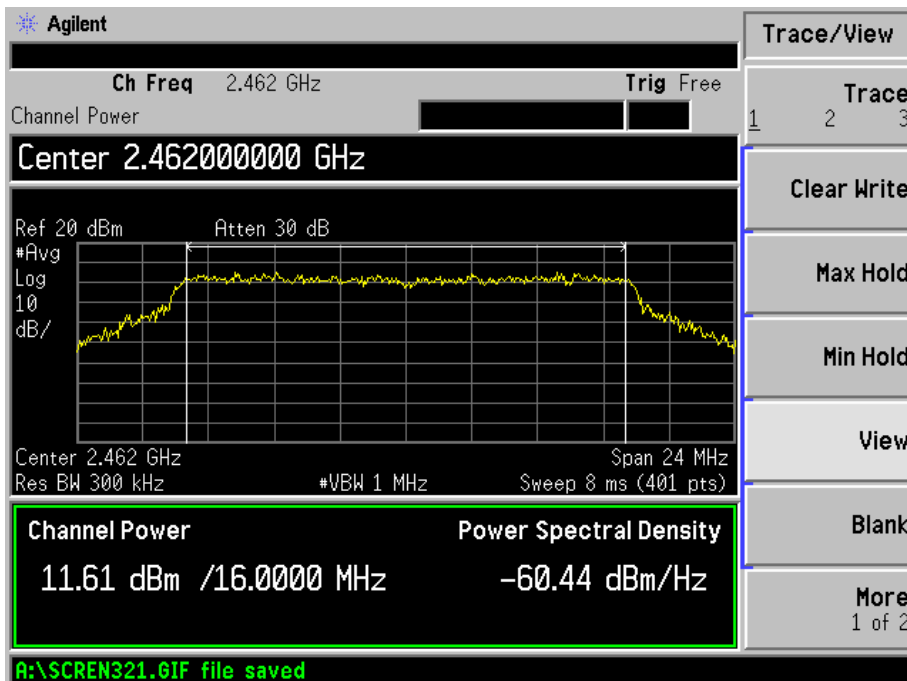 Agilent
Trace/View
Ch Freq 2.462 GHz Trig Free
Channel Power
Center 2.462000000 GHz
Ref 20 dBm Atten 30 dB
#Avg
Log
10
dB/
Center 2.462 GHz Span 24 MHz
Res BW 300 kHz #VBW 1 MHz Sweep 8 ms (401 pts)
Channel Power Power Spectral Density
11.61 dBm /16.0000 MHz -60.44 dBm/Hz
A:\SCREN321.GIF file saved
Trace
1 2 3
Clear Write
Max Hold
Min Hold
View
Blank
More
1 of 2